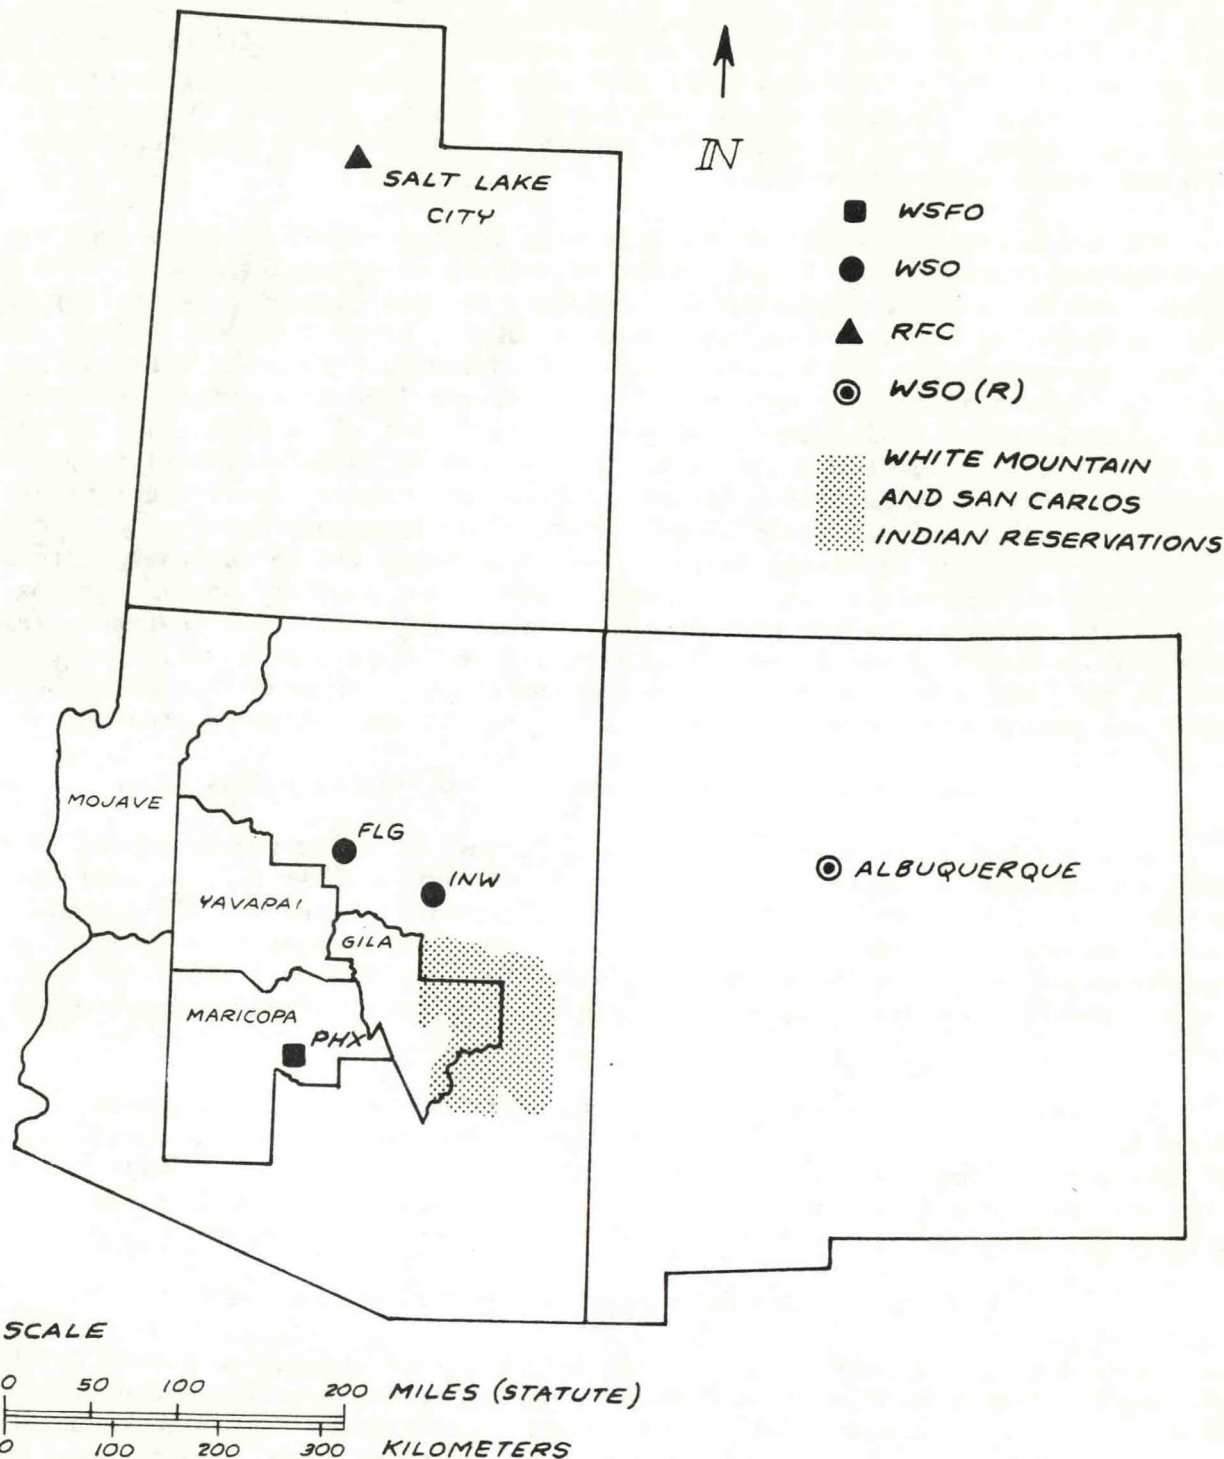 N
SALT LAKE
CITY
WSFO
WSO
RFC
WSO (R)
WHITE MOUNTAIN
AND SAN CARLOS
INDIAN RESERVATIONS
MOJAVE
FLG
INW
ALBUQUERQUE
YAVAPAI
GILA
MARICOPA
PHX
SCALE
0 50 100 200 MILES (STATUTE)
0 100 200 300 KILOMETERS